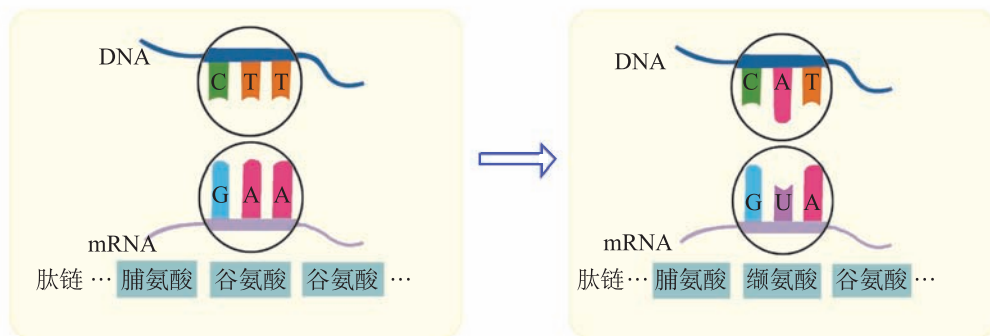 DNA
C T T
G A A
mRNA
肽链 … 脯氨酸 谷氨酸 谷氨酸 …
DNA
C A T
G U A
mRNA
肽链 … 脯氨酸 缬氨酸 谷氨酸 …